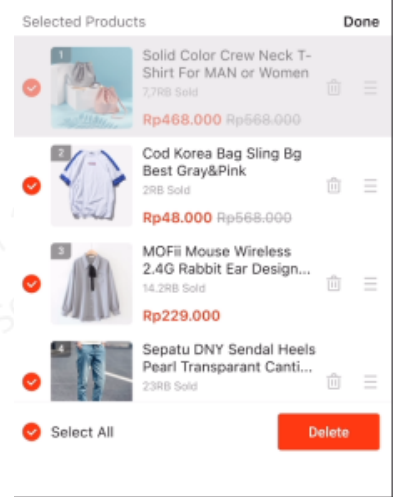 Selected Products
Done
1
Solid Color Crew Neck T-
Shirt For MAN or Women
7,7RB Sold
Rp468.000 Rp568.000
2
Cod Korea Bag Sling Bg
Best Gray&Pink
2RB Sold
Rp48.000 Rp568.000
3
MOFii Mouse Wireless
2.4G Rabbit Ear Design...
14.2RB Sold
Rp229.000
4
Sepatu DNY Sendal Heels
Pearl Transparant Canti...
23RB Sold
Select All
Delete